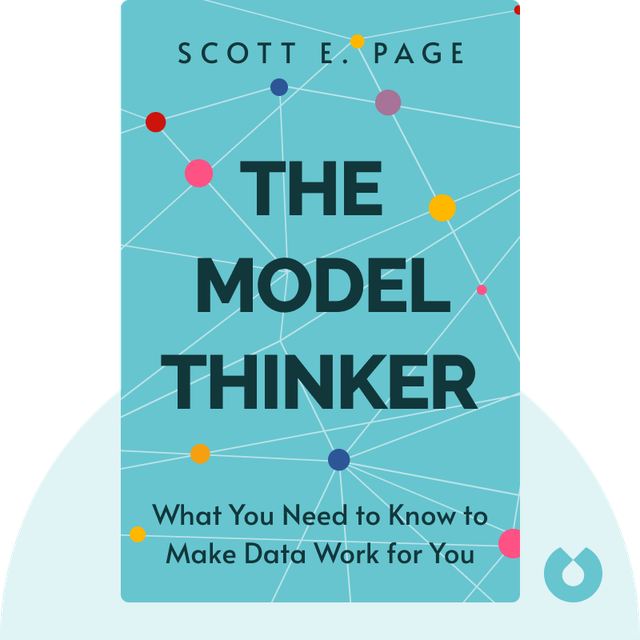 SCOTT E. PAGE
THE
MODEL
THINKER
What You Need to Know to
Make Data Work for You